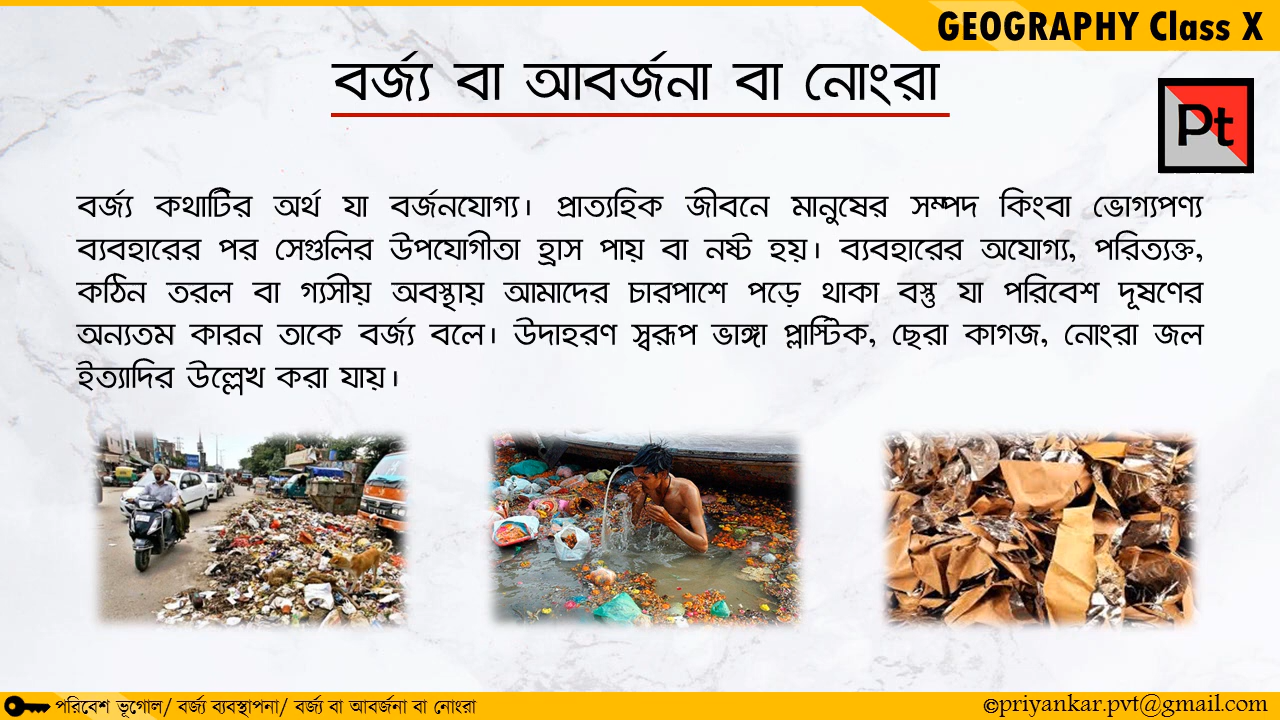 GEOGRAPHY Class X
বর্জ্য বা আবর্জনা বা নোংরা
Pt
বর্জ্য কথাটির অর্থ যা বর্জনযোগ্য। প্রাত্যহিক জীবনে মানুষের সম্পদ কিংবা ভোগ্যপণ্য
ব্যবহারের পর সেগুলির উপযোগীতা হ্রাস পায় বা নষ্ট হয়। ব্যবহারের অযোগ্য, পরিত্যক্ত,
কঠিন তরল বা গ্যসীয় অবস্থায় আমাদের চারপাশে পড়ে থাকা বস্তু যা পরিবেশ দূষণের
অন্যতম কারন তাকে বর্জ্য বলে। উদাহরণ স্বরূপ ভাঙ্গা প্লাস্টিক, ছেরা কাগজ, নোংরা জল
ইত্যাদির উল্লেখ করা যায়।
পরিবেশ ভূগোল/ বর্জ্য ব্যবস্থাপনা/ বর্জ্য বা আবর্জনা বা নোংরা
©priyankar.pvt@gmail.com